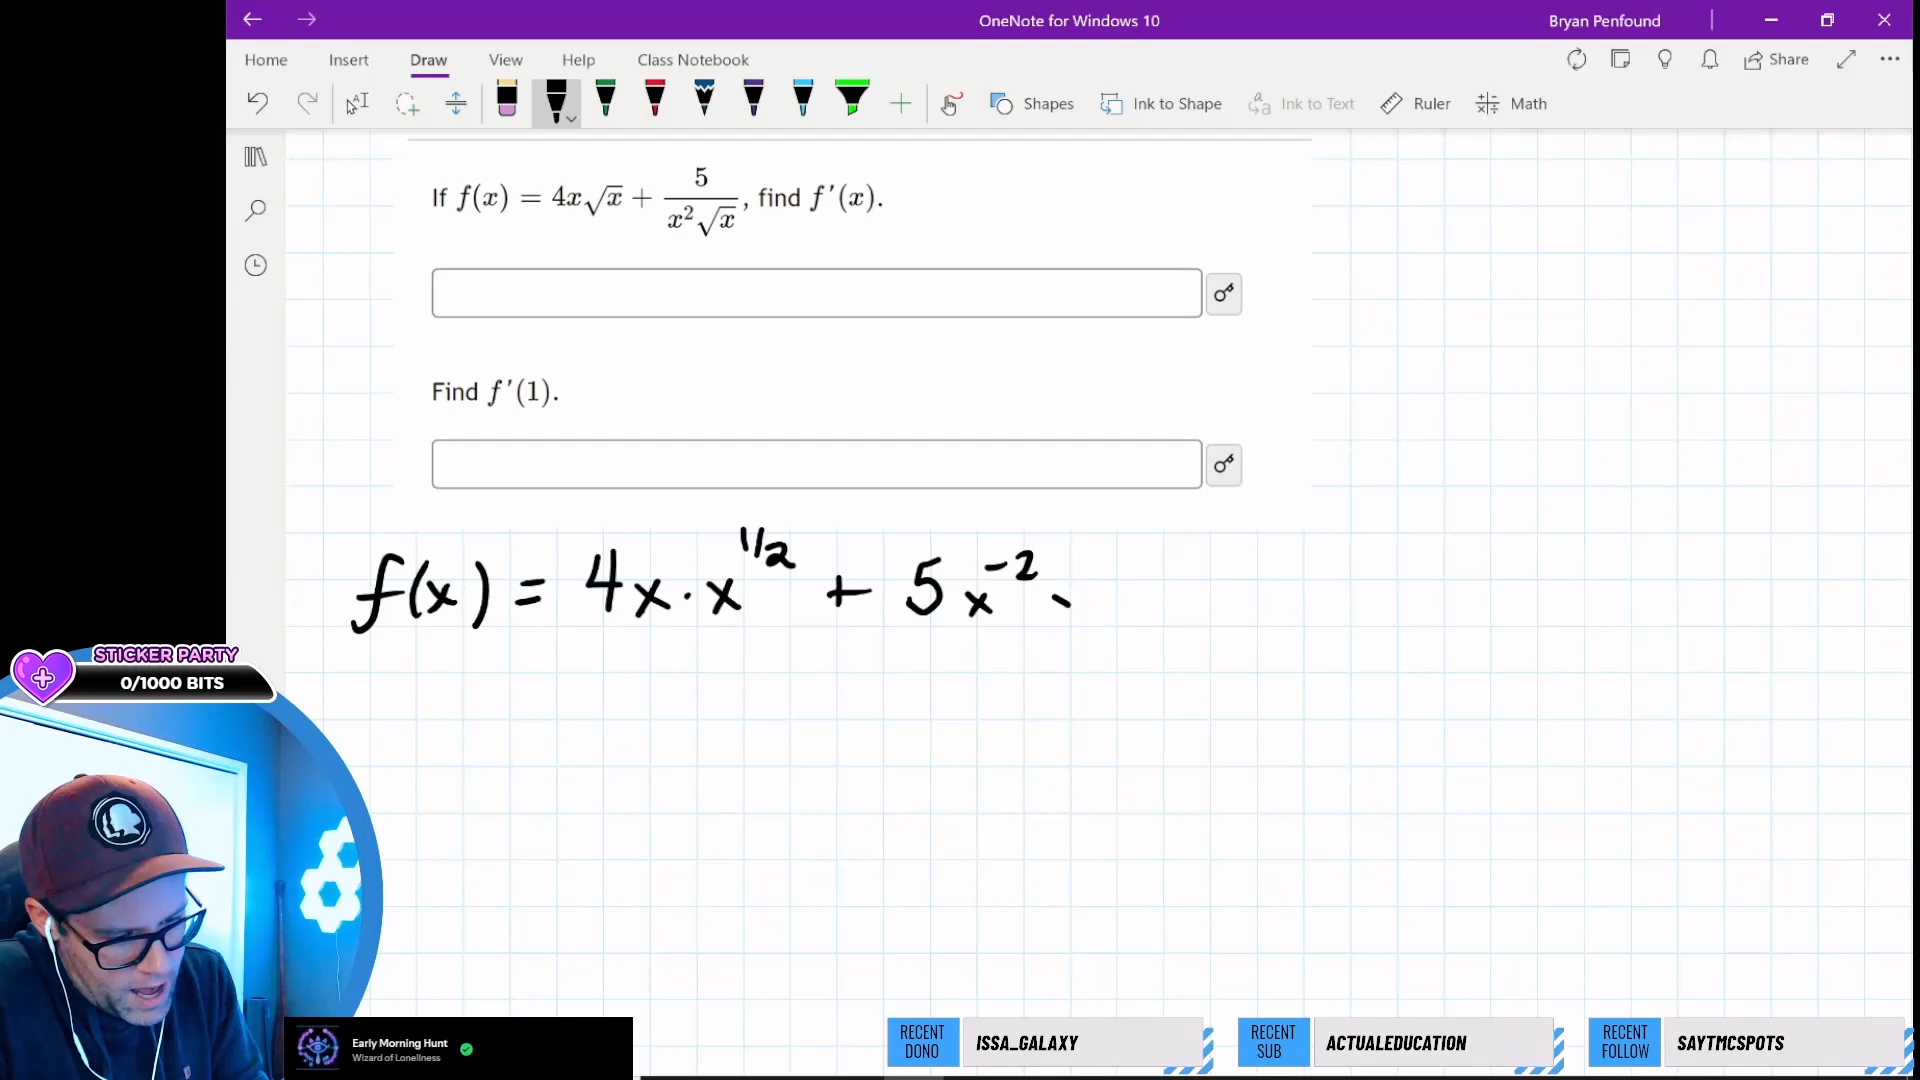 OneNote for Windows 10
Bryan Penfound
Home Insert Draw View Help Class Notebook
Share
Shapes Ink to Shape Ink to Text Ruler Math
If f(x) = 4x√x + 5/(x²√x), find f′(x).
Find f′(1).
f(x) = 4x · x^1/2 + 5x^-2
STICKER PARTY
0/1000 BITS
Early Morning Hunt
Wizard of Loneliness
RECENT DONO ISSA_GALAXY
RECENT SUB ACTUALEDUCATION
RECENT FOLLOW SAYTMCSPOTS